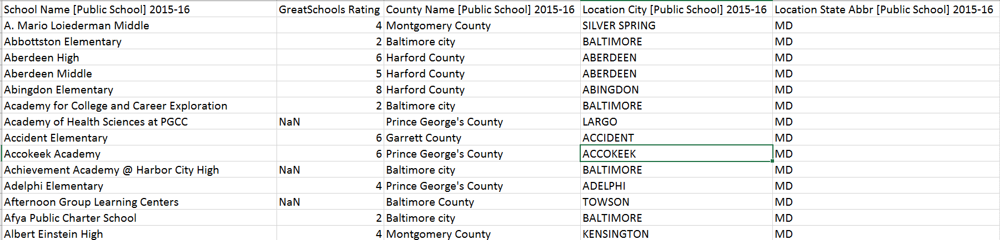 School Name [Public School] 2015-16 GreatSchools Rating County Name [Public School] 2015-16 Location City [Public School] 2015-16 Location State Abbr [Public School] 2015-16
A. Mario Loiederman Middle 4 Montgomery County SILVER SPRING MD
Abbottston Elementary 2 Baltimore city BALTIMORE MD
Aberdeen High 6 Harford County ABERDEEN MD
Aberdeen Middle 5 Harford County ABERDEEN MD
Abingdon Elementary 8 Harford County ABINGDON MD
Academy for College and Career Exploration 2 Baltimore city BALTIMORE MD
Academy of Health Sciences at PGCC NaN Prince George's County LARGO MD
Accident Elementary 6 Garrett County ACCIDENT MD
Accokeek Academy 6 Prince George's County ACCOKEEK MD
Achievement Academy @ Harbor City High NaN Baltimore city BALTIMORE MD
Adelphi Elementary 4 Prince George's County ADELPHI MD
Afternoon Group Learning Centers NaN Baltimore County TOWSON MD
Afya Public Charter School 2 Baltimore city BALTIMORE MD
Albert Einstein High 4 Montgomery County KENSINGTON MD